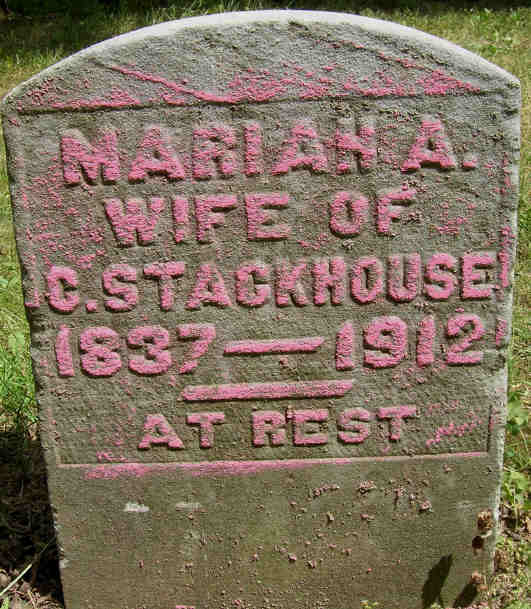 MARIAH A.
WIFE OF
C. STACKHOUSE
1837 — 1912
AT REST